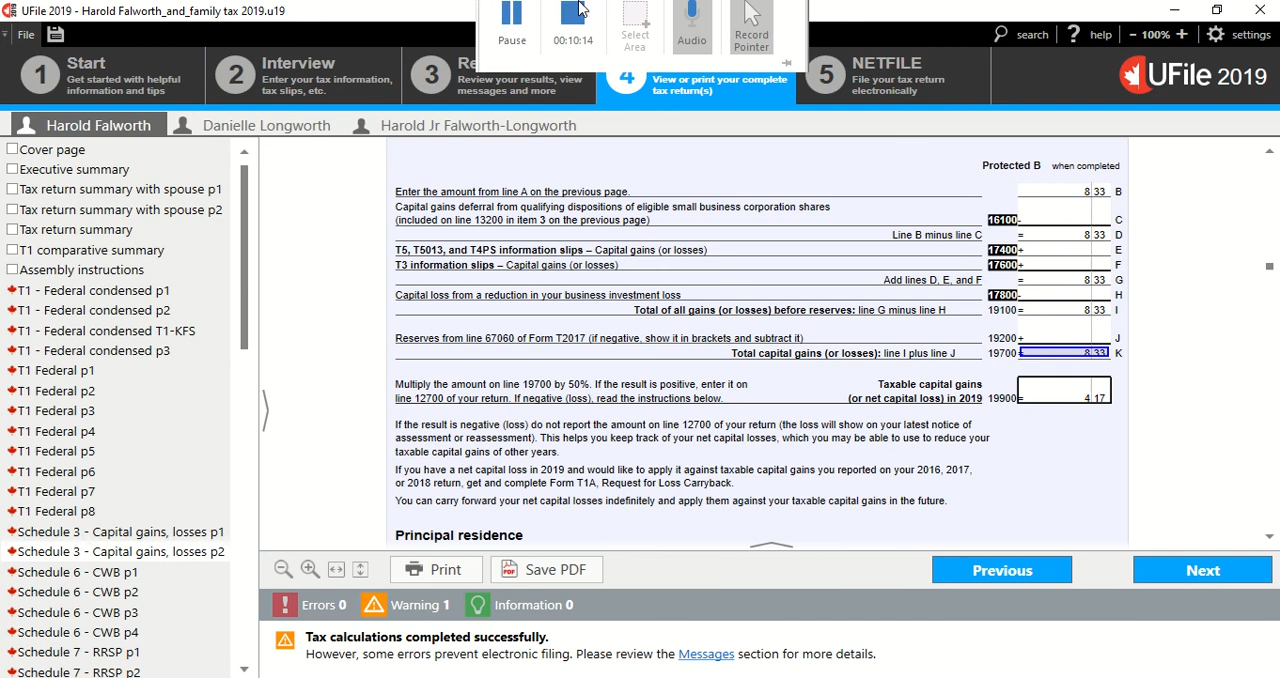 UFile 2019 - Harold Falworth_and_family tax 2019.u19
Pause
00:10:14
Select Area
Audio
Record Pointer
File
search
? help
- 100% +
settings
1 Start
Get started with helpful information and tips
2 Interview
Enter your tax information, tax slips, etc.
3 Re
Review your results, view messages and more
4
View or print your complete tax return(s)
5 NETFILE
File your tax return electronically
UFile 2019
Harold Falworth
Danielle Longworth
Harold Jr Falworth-Longworth
Cover page
Executive summary
Tax return summary with spouse p1
Tax return summary with spouse p2
Tax return summary
T1 comparative summary
Assembly instructions
T1 - Federal condensed p1
T1 - Federal condensed p2
T1 - Federal condensed T1-KFS
T1 - Federal condensed p3
T1 Federal p1
T1 Federal p2
T1 Federal p3
T1 Federal p4
T1 Federal p5
T1 Federal p6
T1 Federal p7
T1 Federal p8
Schedule 3 - Capital gains, losses p1
Schedule 3 - Capital gains, losses p2
Schedule 6 - CWB p1
Schedule 6 - CWB p2
Schedule 6 - CWB p3
Schedule 6 - CWB p4
Schedule 7 - RRSP p1
Schedule 7 - RRSP p2
Protected B when completed
Enter the amount from line A on the previous page. 8 33 B
Capital gains deferral from qualifying dispositions of eligible small business corporation shares
(included on line 13200 in item 3 on the previous page) 16100 - C
Line B minus line C = 8 33 D
T5, T5013, and T4PS information slips – Capital gains (or losses) 17400 + E
T3 information slips – Capital gains (or losses) 17600 + F
Add lines D, E, and F = 8 33 G
Capital loss from a reduction in your business investment loss 17800 - H
Total of all gains (or losses) before reserves: line G minus line H 19100 = 8 33 I
Reserves from line 67060 of Form T2017 (if negative, show it in brackets and subtract it) 19200 + J
Total capital gains (or losses): line I plus line J 19700 = 8 33 K
Multiply the amount on line 19700 by 50%. If the result is positive, enter it on Taxable capital gains
line 12700 of your return. If negative (loss), read the instructions below. (or net capital loss) in 2019 19900 = 4 17
If the result is negative (loss) do not report the amount on line 12700 of your return (the loss will show on your latest notice of
assessment or reassessment). This helps you keep track of your net capital losses, which you may be able to use to reduce your
taxable capital gains of other years.
If you have a net capital loss in 2019 and would like to apply it against taxable capital gains you reported on your 2016, 2017,
or 2018 return, get and complete Form T1A, Request for Loss Carryback.
You can carry forward your net capital losses indefinitely and apply them against your taxable capital gains in the future.
Principal residence
Print
Save PDF
Previous
Next
Errors 0
Warning 1
Information 0
Tax calculations completed successfully.
However, some errors prevent electronic filing. Please review the Messages section for more details.